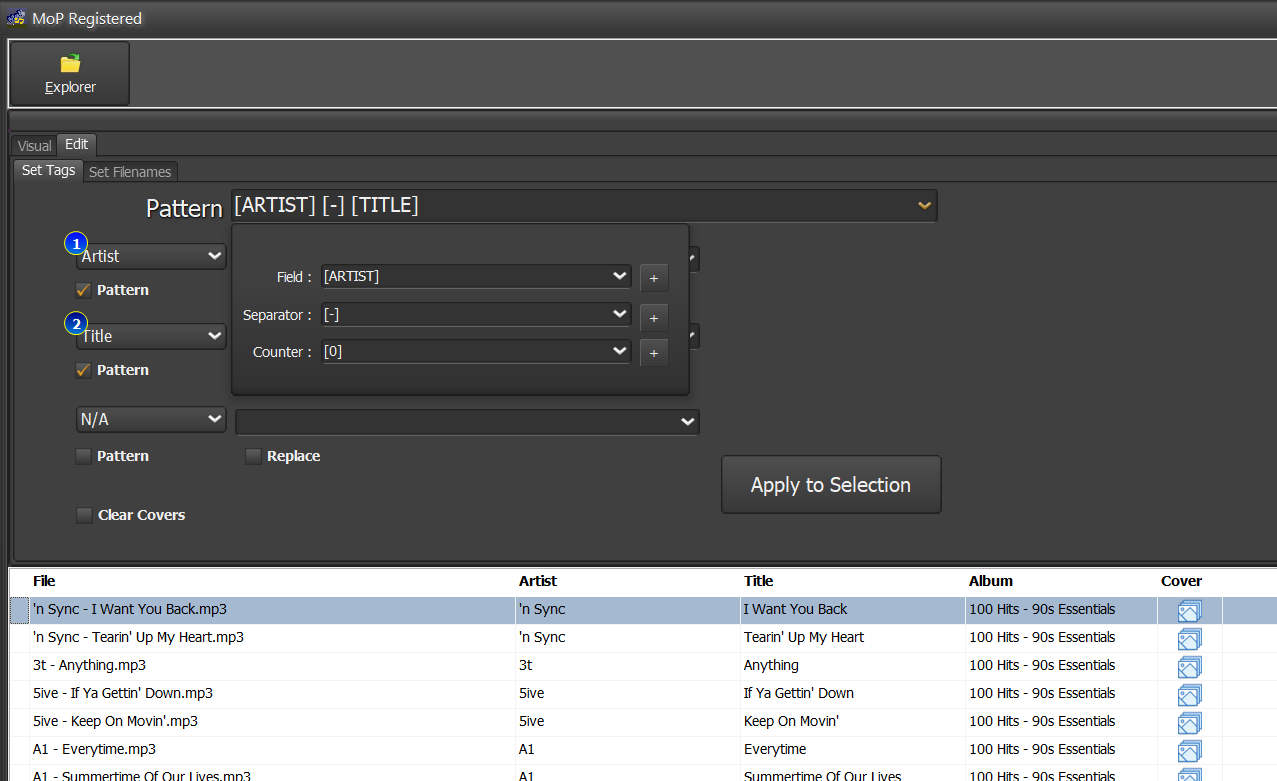 MoP Registered
Explorer
Visual Edit
Set Tags Set Filenames
Pattern [ARTIST] [-] [TITLE]
1
Artist
Pattern
2
Title
Pattern
Field : [ARTIST] +
Separator : [-] +
Counter : [0] +
N/A
Pattern Replace
Apply to Selection
Clear Covers
File Artist Title Album Cover
'n Sync - I Want You Back.mp3 'n Sync I Want You Back 100 Hits - 90s Essentials
'n Sync - Tearin' Up My Heart.mp3 'n Sync Tearin' Up My Heart 100 Hits - 90s Essentials
3t - Anything.mp3 3t Anything 100 Hits - 90s Essentials
5ive - If Ya Gettin' Down.mp3 5ive If Ya Gettin' Down 100 Hits - 90s Essentials
5ive - Keep On Movin'.mp3 5ive Keep On Movin' 100 Hits - 90s Essentials
A1 - Everytime.mp3 A1 Everytime 100 Hits - 90s Essentials
A1 - Summertime Of Our Lives.mp3 A1 Summertime Of Our Lives 100 Hits - 90s Essentials